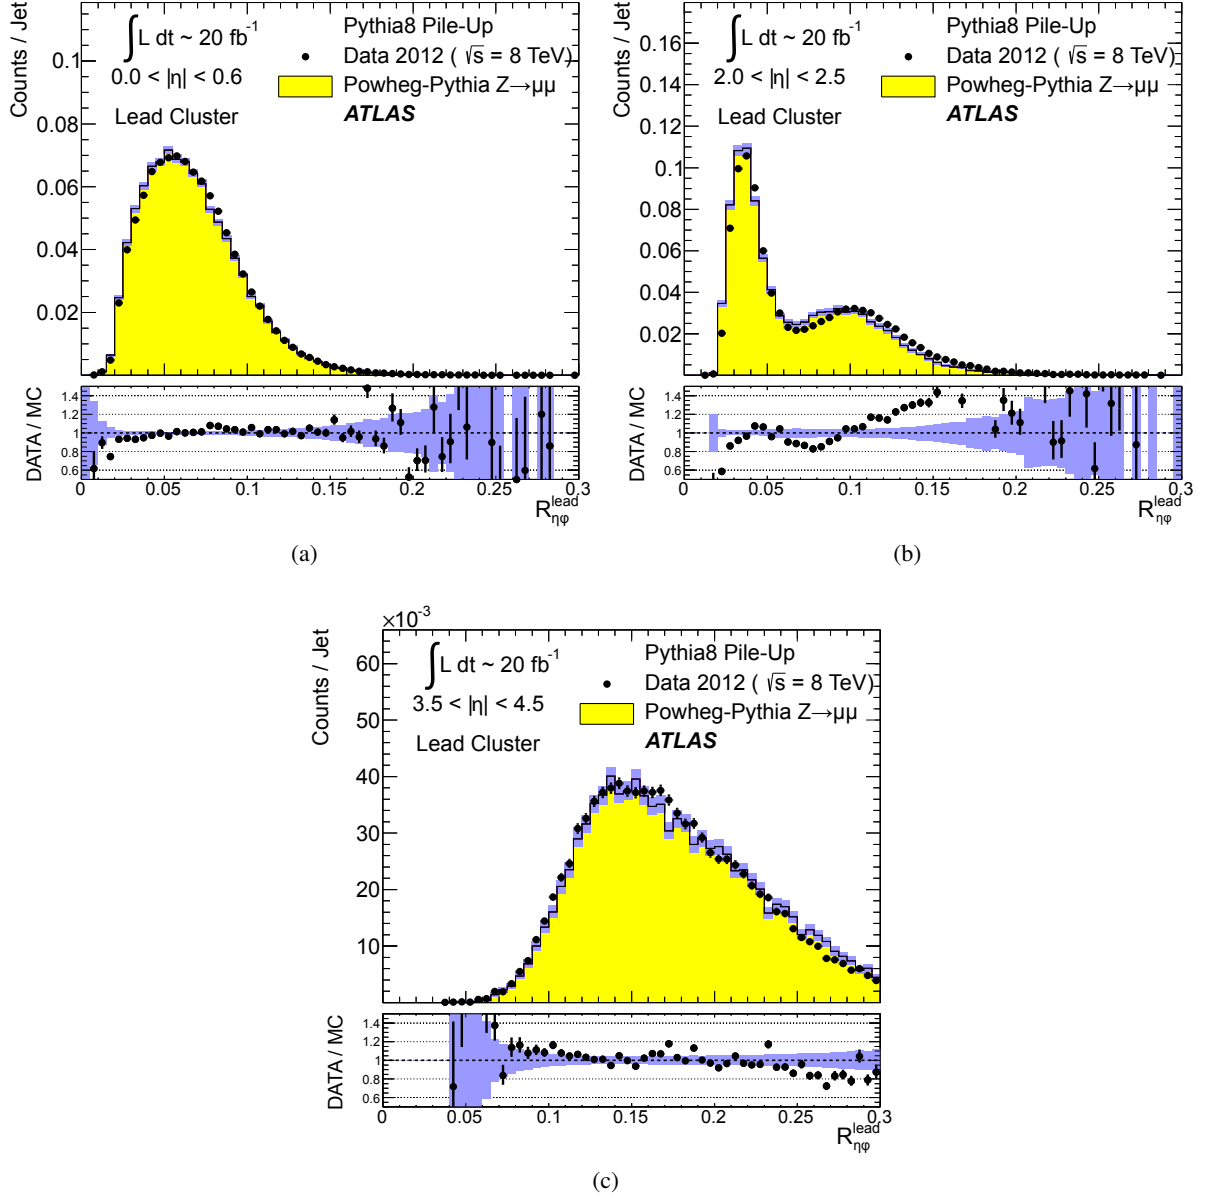 Counts / Jet
∫L dt ~ 20 fb⁻¹
0.0 < |η| < 0.6
Lead Cluster
Pythia8 Pile-Up
Data 2012 ( √s = 8 TeV)
Powheg-Pythia Z→μμ
ATLAS
0.1
0.08
0.06
0.04
0.02
DATA / MC
1.4
1.2
1
0.8
0.6
0 0.05 0.1 0.15 0.2 0.25 0.3
R_ηφ^lead
(a)
Counts / Jet
∫L dt ~ 20 fb⁻¹
2.0 < |η| < 2.5
Lead Cluster
Pythia8 Pile-Up
Data 2012 ( √s = 8 TeV)
Powheg-Pythia Z→μμ
ATLAS
0.16
0.14
0.12
0.1
0.08
0.06
0.04
0.02
DATA / MC
1.4
1.2
1
0.8
0.6
0 0.05 0.1 0.15 0.2 0.25 0.3
R_ηφ^lead
(b)
×10⁻³
Counts / Jet
∫L dt ~ 20 fb⁻¹
3.5 < |η| < 4.5
Lead Cluster
Pythia8 Pile-Up
Data 2012 ( √s = 8 TeV)
Powheg-Pythia Z→μμ
ATLAS
60
50
40
30
20
10
DATA / MC
1.4
1.2
1
0.8
0.6
0 0.05 0.1 0.15 0.2 0.25 0.3
R_ηφ^lead
(c)